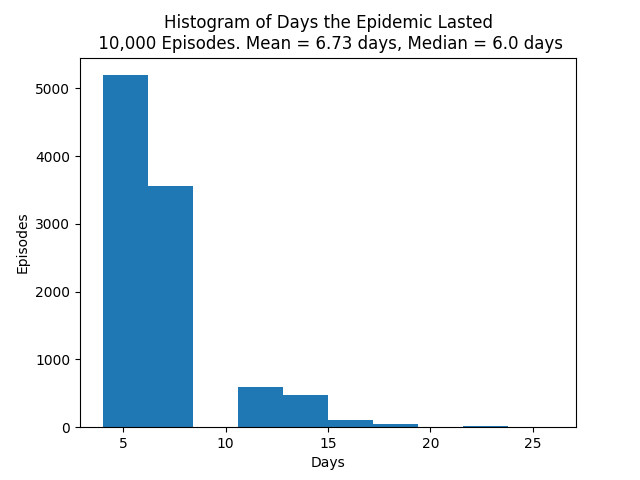 Histogram of Days the Epidemic Lasted
10,000 Episodes. Mean = 6.73 days, Median = 6.0 days
5000
4000
3000
2000
1000
0
Episodes
5 10 15 20 25
Days